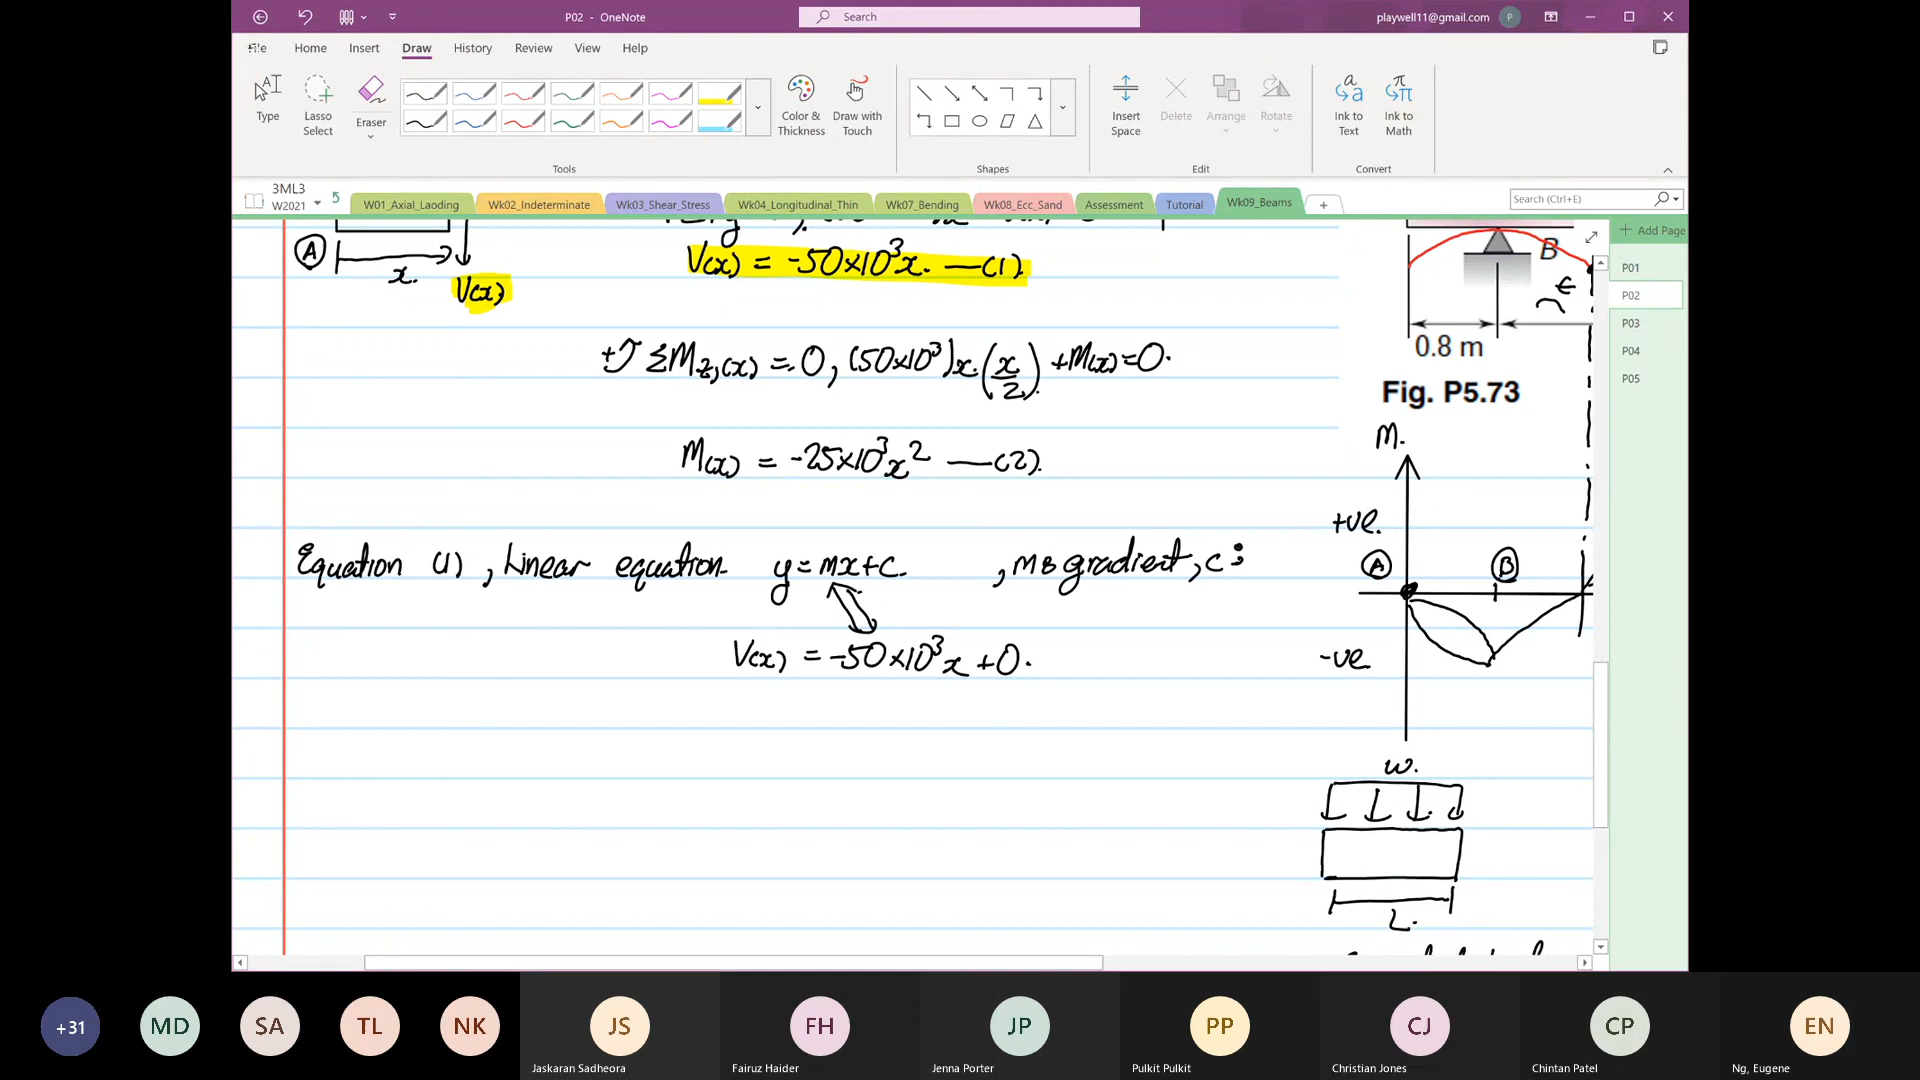 P02 - OneNote
Search
playwell11@gmail.com
P
File Home Insert Draw History Review View Help
Type
Lasso Select
Eraser
Color & Thickness
Draw with Touch
Insert Space
Delete
Arrange
Rotate
Ink to Text
Ink to Math
Tools
Shapes
Edit
Convert
3ML3
W2021
W01_Axial_Laoding
Wk02_Indeterminate
Wk03_Shear_Stress
Wk04_Longitudinal_Thin
Wk07_Bending
Wk08_Ecc_Sand
Assessment
Tutorial
Wk09_Beams
Search (Ctrl+E)
Add Page
P01
P02
P03
P04
P05
A
x.
V(x)
V(x) = -50×10³x. —(1).
+↺ ΣMz,(x) = 0, (50×10³)x.(x/2) + M(x) = 0.
M(x) = -25×10³x² —(2).
Equation (1), Linear equation y = mx+c. , m is gradient, c is
V(x) = -50×10³x + 0.
B
0.8 m
Fig. P5.73
M.
+ve.
A
B
-ve
w.
L.
+31
MD
SA
TL
NK
JS
Jaskaran Sadheora
FH
Fairuz Haider
JP
Jenna Porter
PP
Pulkit Pulkit
CJ
Christian Jones
CP
Chintan Patel
EN
Ng, Eugene